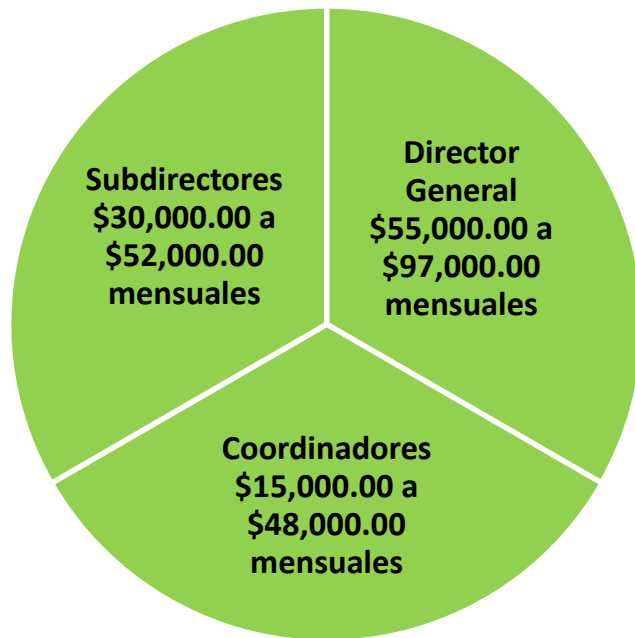 Subdirectores
$30,000.00 a
$52,000.00
mensuales
Director
General
$55,000.00 a
$97,000.00
mensuales
Coordinadores
$15,000.00 a
$48,000.00
mensuales